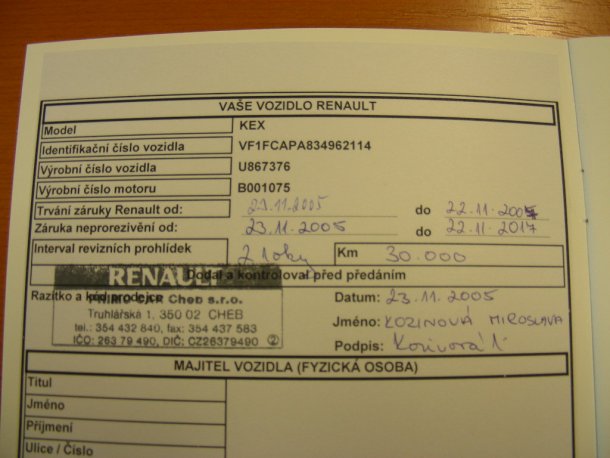 VAŠE VOZIDLO RENAULT
Model KEX
Identifikační číslo vozidla VF1FCAPA834962114
Výrobní číslo vozidla U867376
Výrobní číslo motoru B001075
Trvání záruky Renault od: 23.11.2005 do 22.11.2007
Záruka neprorezivění od: 23.11.2005 do 22.11.2017
Interval revizních prohlídek 2 roky Km 30.000
RENAULT Dodal a kontroloval před předáním
Razítko a kód prodejce Datum: 23.11.2005
PRIMO CAR Cheb s.r.o.
Truhlářská 1, 350 02 CHEB
Jméno: KOZINOVÁ MIROSLAVA
tel.: 354 432 840, fax: 354 437 583
IČO: 263 79 490, DIČ: CZ26379490 ②
Podpis:
MAJITEL VOZIDLA (FYZICKÁ OSOBA)
Titul
Jméno
Příjmení
Ulice / Číslo